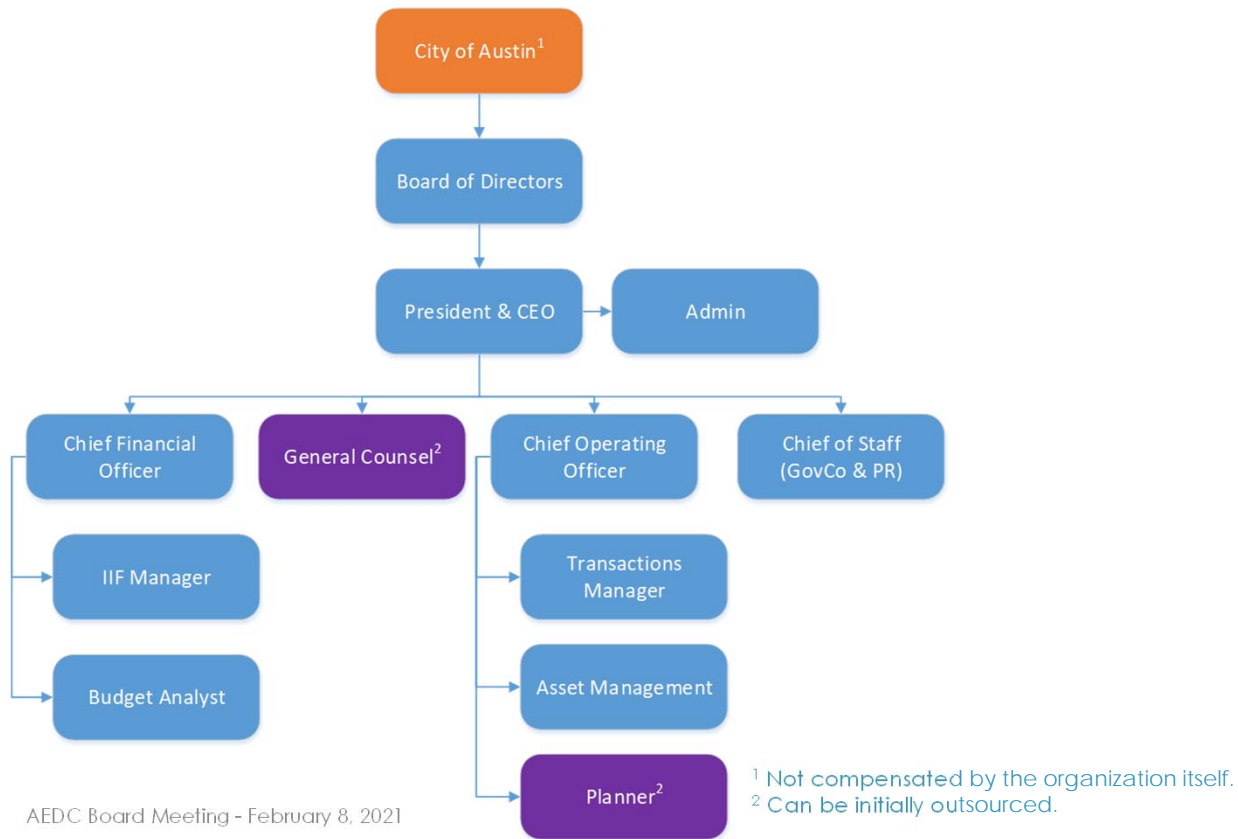 City of Austin¹
Board of Directors
President & CEO
Admin
Chief Financial
Officer
General Counsel²
Chief Operating
Officer
Chief of Staff
(GovCo & PR)
IIF Manager
Transactions
Manager
Budget Analyst
Asset Management
Planner²
¹ Not compensated by the organization itself.
² Can be initially outsourced.
AEDC Board Meeting - February 8, 2021